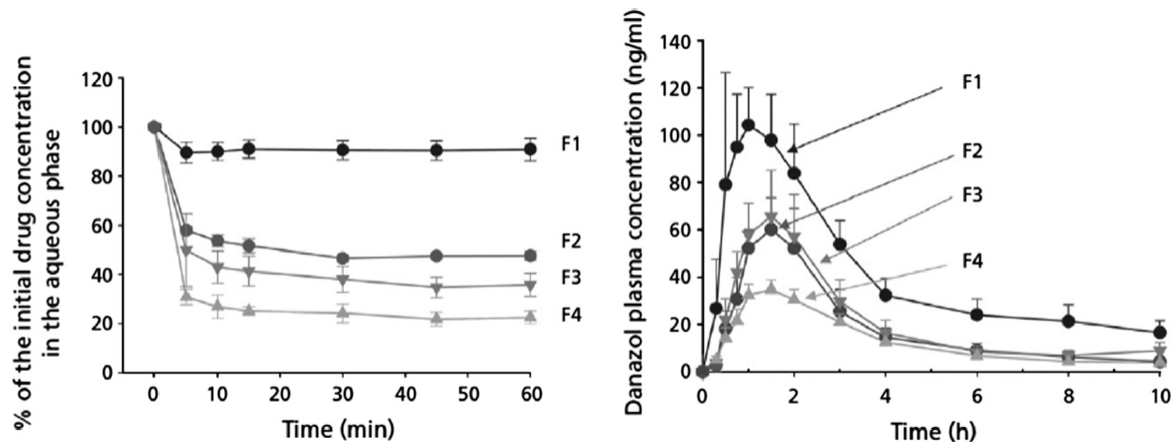 % of the initial drug concentration
in the aqueous phase
120
100
80
60
40
20
0
F1
F2
F3
F4
0
10
20
30
40
50
60
Time (min)
Danazol plasma concentration (ng/ml)
140
120
100
80
60
40
20
0
F1
F2
F3
F4
0
2
4
6
8
10
Time (h)